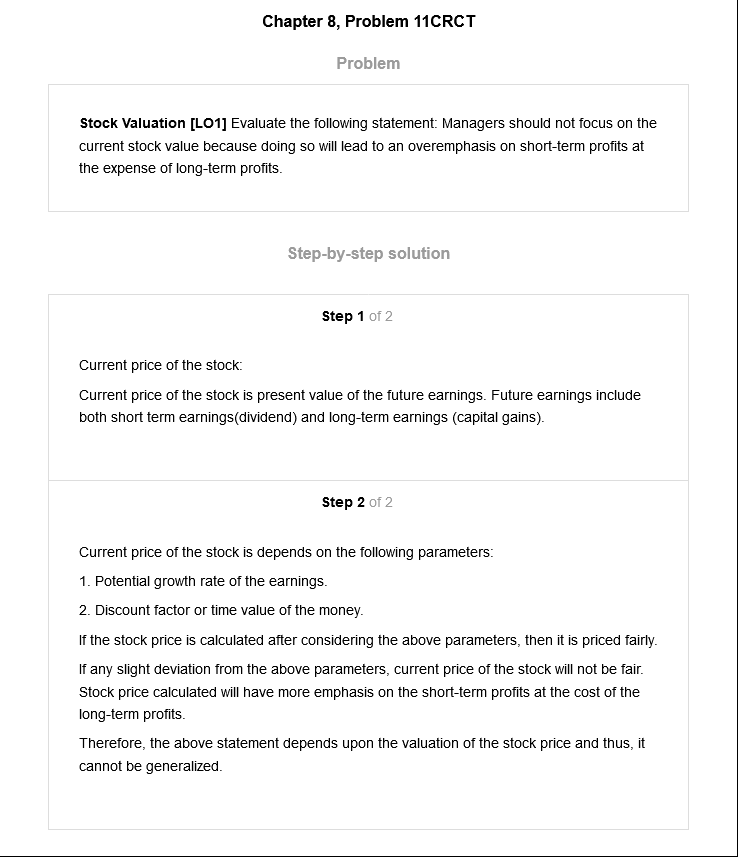 Chapter 8, Problem 11CRCT
Problem
Stock Valuation [LO1] Evaluate the following statement: Managers should not focus on the
current stock value because doing so will lead to an overemphasis on short-term profits at
the expense of long-term profits.
Step-by-step solution
Step 1 of 2
Current price of the stock:
Current price of the stock is present value of the future earnings. Future earnings include
both short term earnings(dividend) and long-term earnings (capital gains).
Step 2 of 2
Current price of the stock is depends on the following parameters:
1. Potential growth rate of the earnings.
2. Discount factor or time value of the money.
If the stock price is calculated after considering the above parameters, then it is priced fairly.
If any slight deviation from the above parameters, current price of the stock will not be fair.
Stock price calculated will have more emphasis on the short-term profits at the cost of the
long-term profits.
Therefore, the above statement depends upon the valuation of the stock price and thus, it
cannot be generalized.